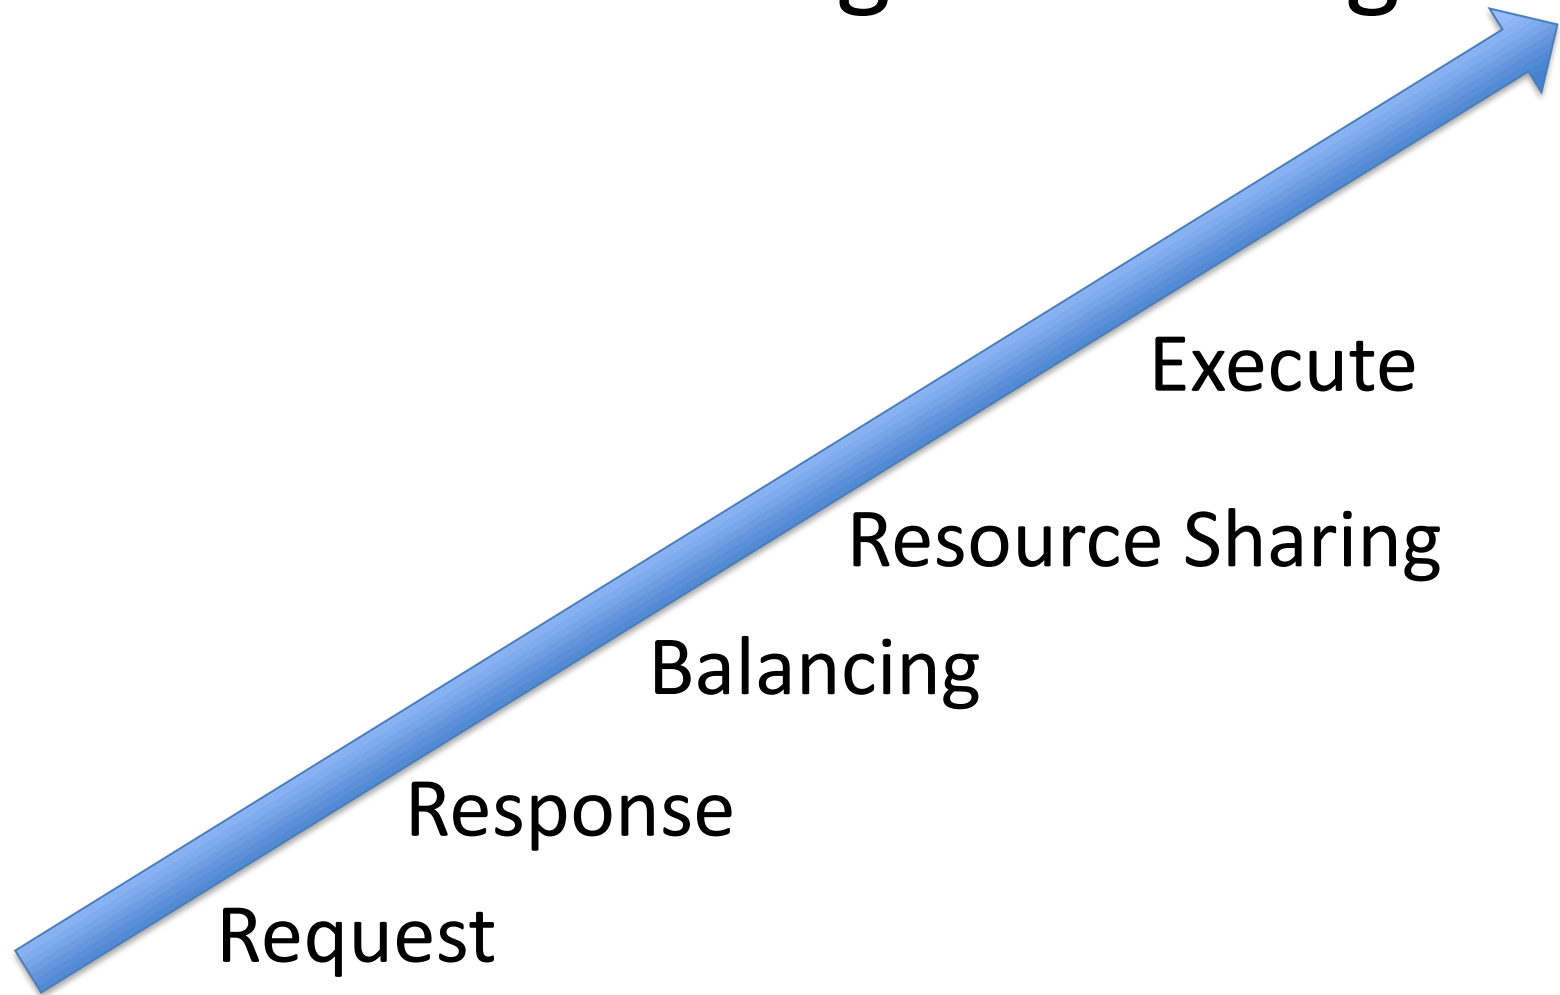 Execute
Resource Sharing
Balancing
Response
Request